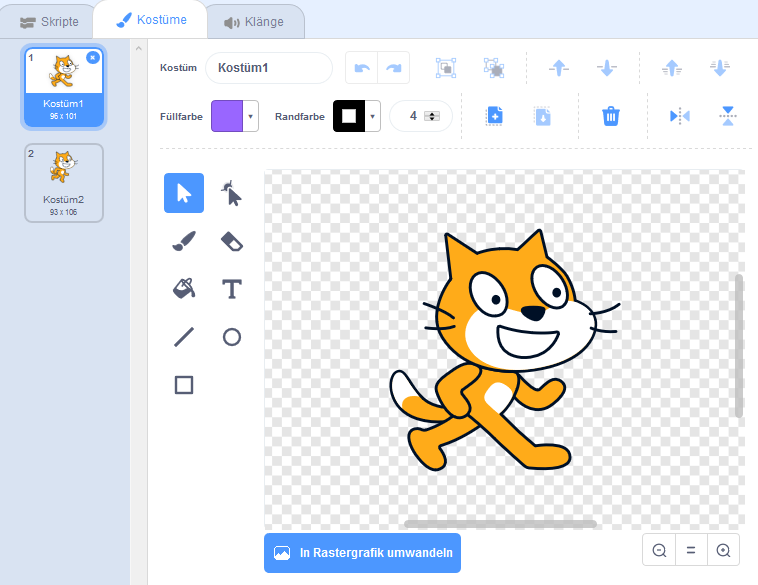 Skripte
Kostüme
Klänge
1
Kostüm1
96 x 101
2
Kostüm2
93 x 106
Kostüm
Kostüm1
Füllfarbe
Randfarbe
4
T
In Rastergrafik umwandeln